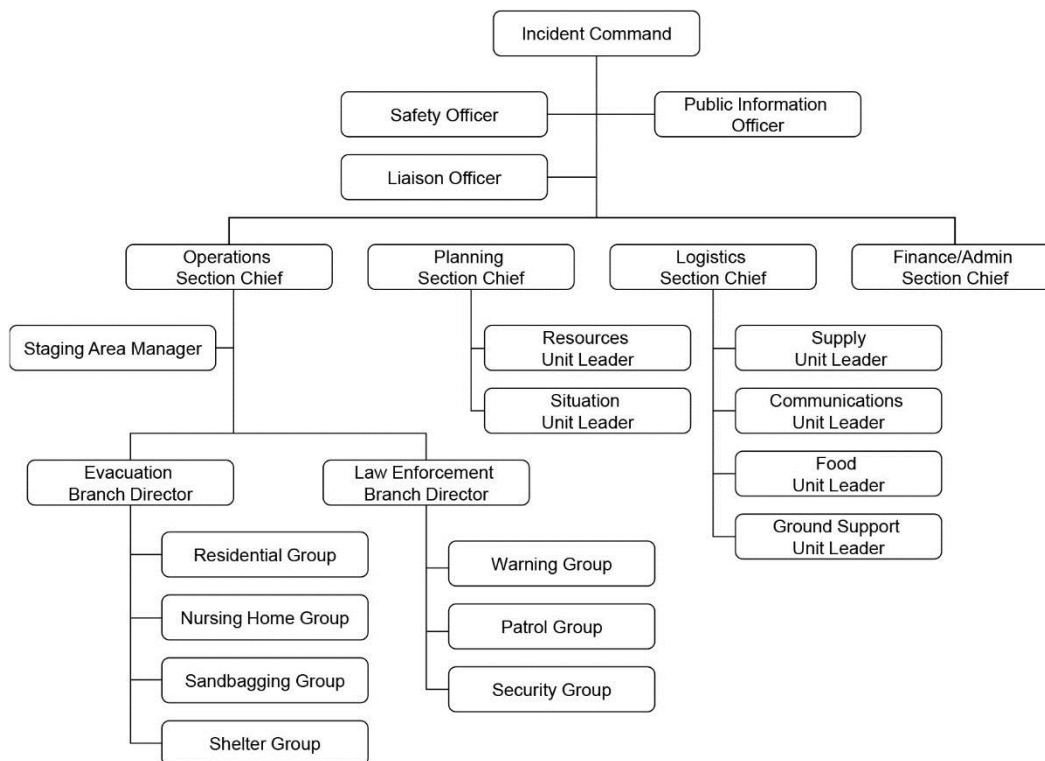 Incident Command
Safety Officer
Public Information
Officer
Liaison Officer
Operations
Section Chief
Planning
Section Chief
Logistics
Section Chief
Finance/Admin
Section Chief
Staging Area Manager
Resources
Unit Leader
Supply
Unit Leader
Situation
Unit Leader
Communications
Unit Leader
Evacuation
Branch Director
Law Enforcement
Branch Director
Food
Unit Leader
Ground Support
Unit Leader
Residential Group
Warning Group
Nursing Home Group
Patrol Group
Sandbagging Group
Security Group
Shelter Group